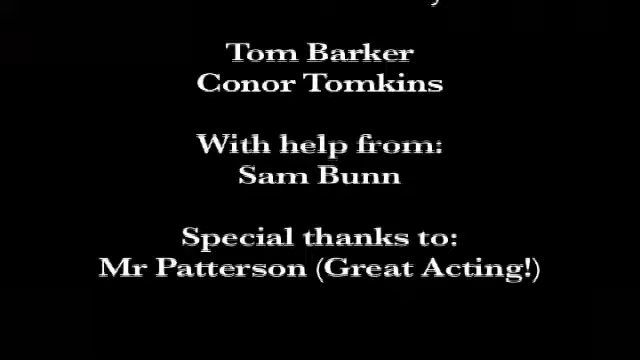 Tom Barker
Conor Tomkins
With help from:
Sam Bunn
Special thanks to:
Mr Patterson (Great Acting!)